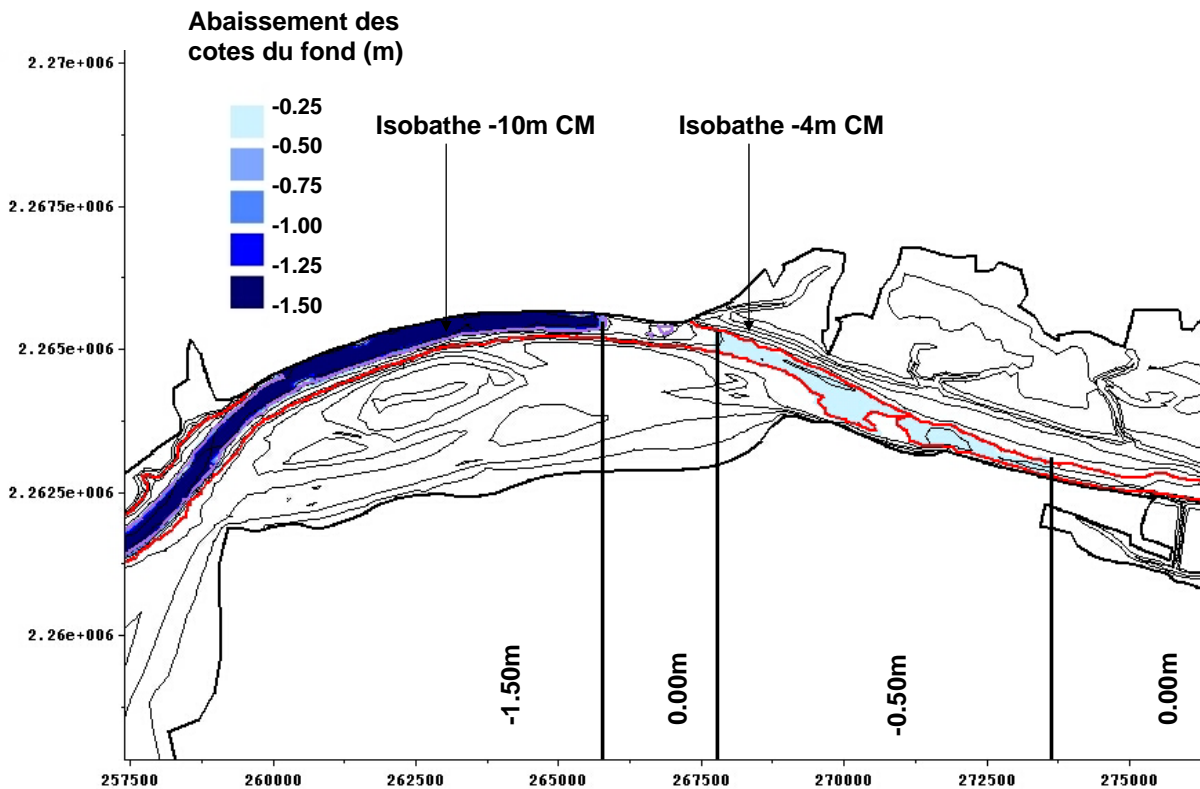 Abaissement des
cotes du fond (m)
-0.25
-0.50
-0.75
-1.00
-1.25
-1.50
Isobathe -10m CM
Isobathe -4m CM
2.27e+006
2.2675e+006
2.265e+006
2.2625e+006
2.26e+006
-1.50m
0.00m
-0.50m
0.00m
257500
260000
262500
265000
267500
270000
272500
275000